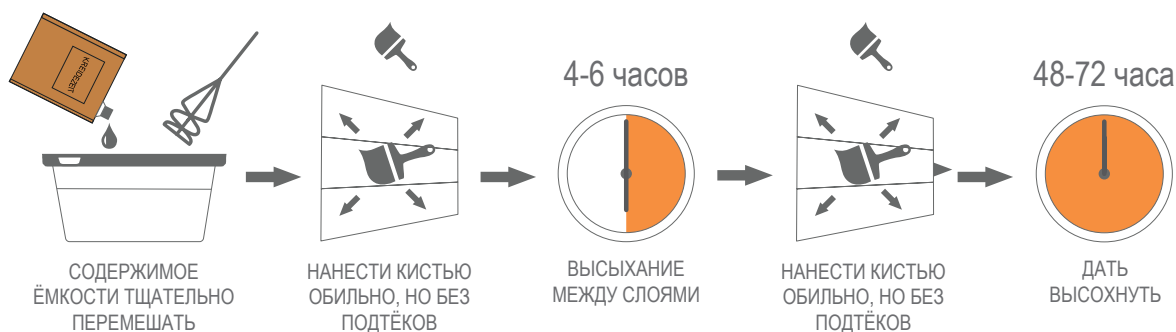 KREIDEZEIT
4-6 часов
48-72 часа
СОДЕРЖИМОЕ
ЁМКОСТИ ТЩАТЕЛЬНО
ПЕРЕМЕШАТЬ
НАНЕСТИ КИСТЬЮ
ОБИЛЬНО, НО БЕЗ
ПОДТЁКОВ
ВЫСЫХАНИЕ
МЕЖДУ СЛОЯМИ
НАНЕСТИ КИСТЬЮ
ОБИЛЬНО, НО БЕЗ
ПОДТЁКОВ
ДАТЬ
ВЫСОХНУТЬ